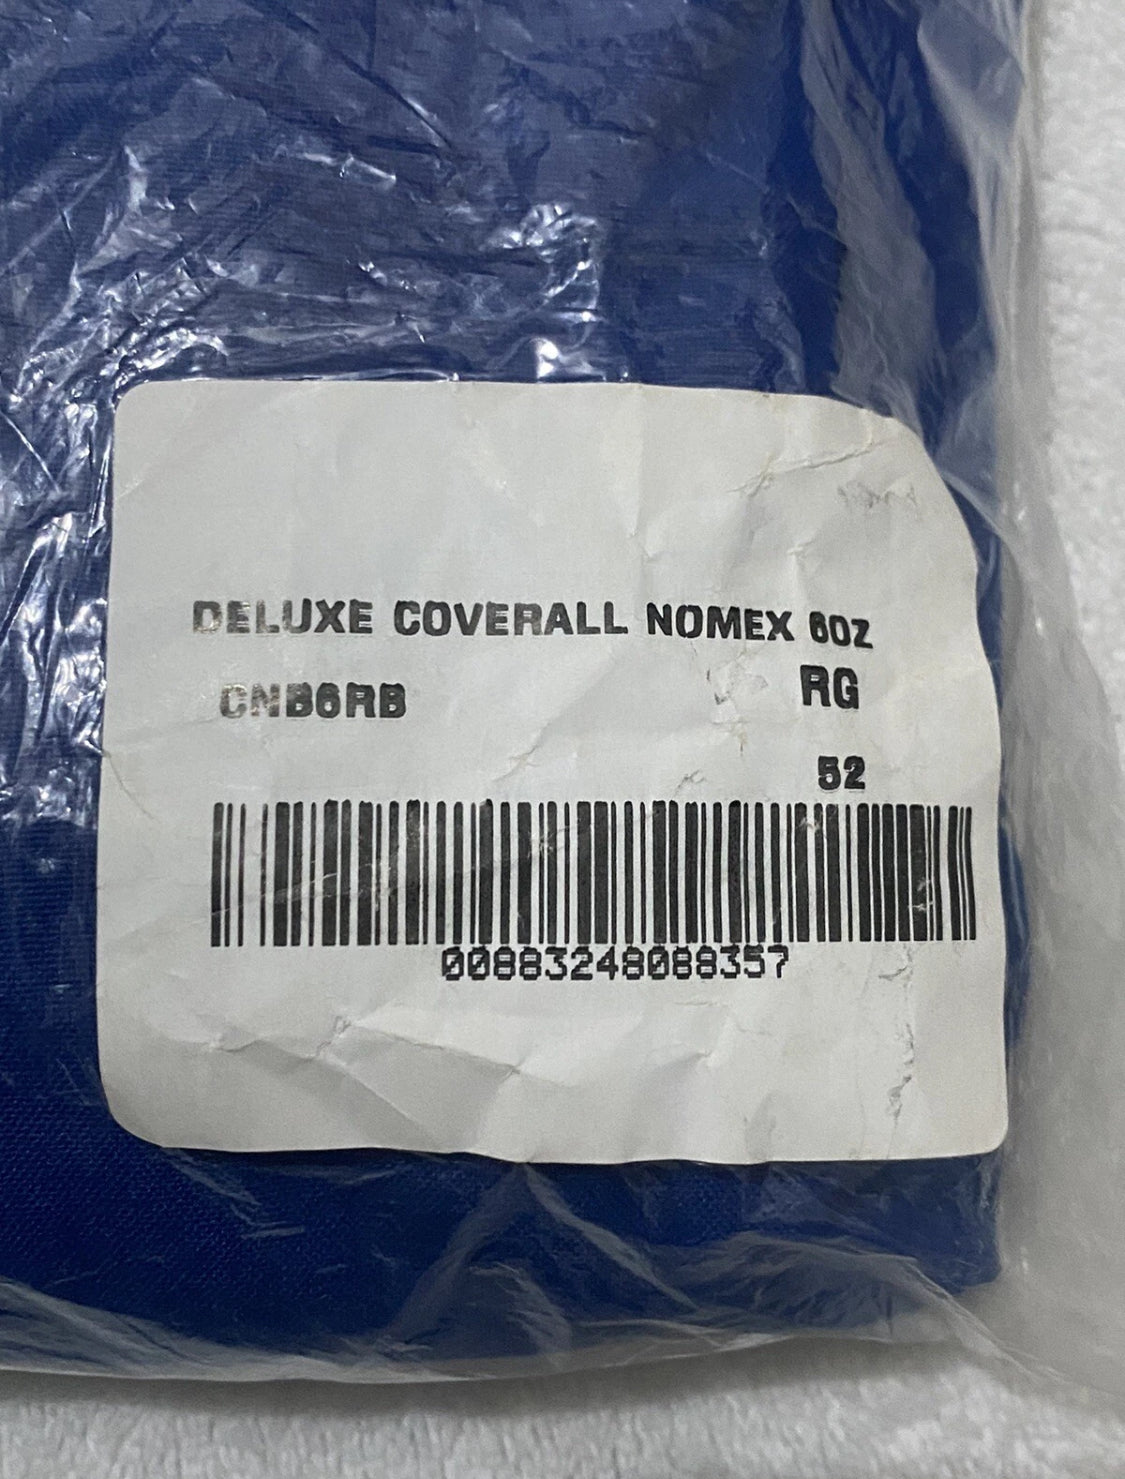 DELUXE COVERALL NOMEX 6OZ
CNB6RB RG
52
00883248088357